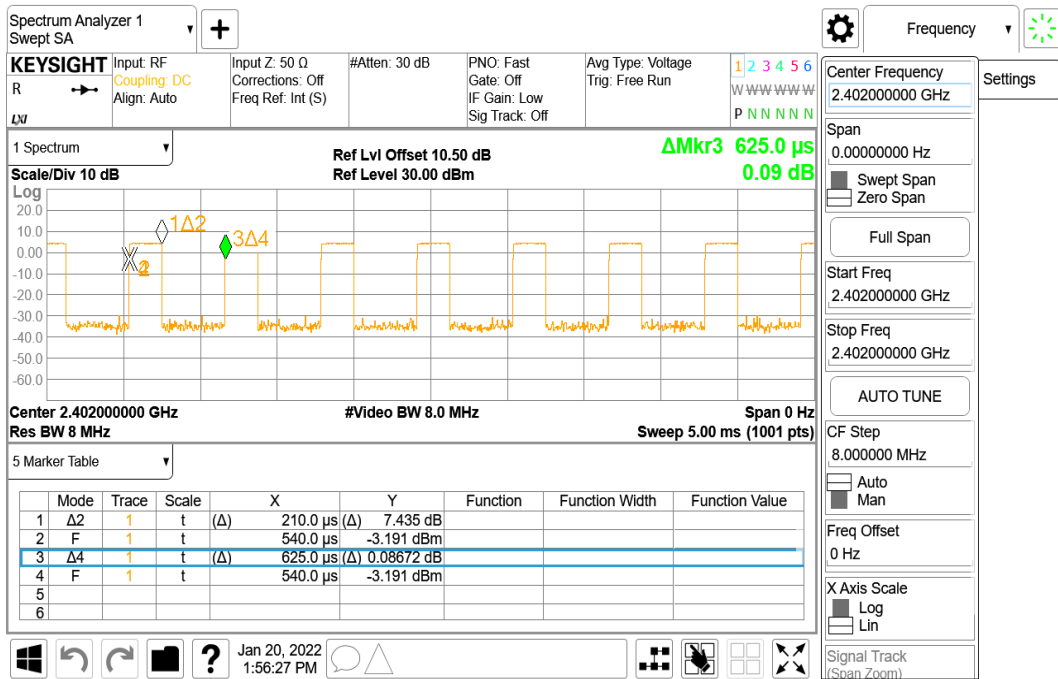 Spectrum Analyzer 1
Swept SA
Frequency
KEYSIGHT
R
LXI
Input: RF
Coupling: DC
Align: Auto
Input Z: 50 Ω
Corrections: Off
Freq Ref: Int (S)
#Atten: 30 dB
PNO: Fast
Gate: Off
IF Gain: Low
Sig Track: Off
Avg Type: Voltage
Trig: Free Run
1 2 3 4 5 6
W W W W W W
P N N N N N
1 Spectrum
Scale/Div 10 dB
Ref Lvl Offset 10.50 dB
Ref Level 30.00 dBm
ΔMkr3 625.0 µs
0.09 dB
Log
20.0
10.0
0.00
-10.0
-20.0
-30.0
-40.0
-50.0
-60.0
1Δ2
3Δ4
Center 2.402000000 GHz
#Video BW 8.0 MHz
Span 0 Hz
Res BW 8 MHz
Sweep 5.00 ms (1001 pts)
5 Marker Table
Mode Trace Scale X Y Function Function Width Function Value
1 Δ2 1 t (Δ) 210.0 µs (Δ) 7.435 dB
2 F 1 t 540.0 µs -3.191 dBm
3 Δ4 1 t (Δ) 625.0 µs (Δ) 0.08672 dB
4 F 1 t 540.0 µs -3.191 dBm
5
6
?
Jan 20, 2022
1:56:27 PM
Center Frequency
2.402000000 GHz
Span
0.00000000 Hz
Swept Span
Zero Span
Full Span
Start Freq
2.402000000 GHz
Stop Freq
2.402000000 GHz
AUTO TUNE
CF Step
8.000000 MHz
Auto
Man
Freq Offset
0 Hz
X Axis Scale
Log
Lin
Signal Track
(Span Zoom)
Settings